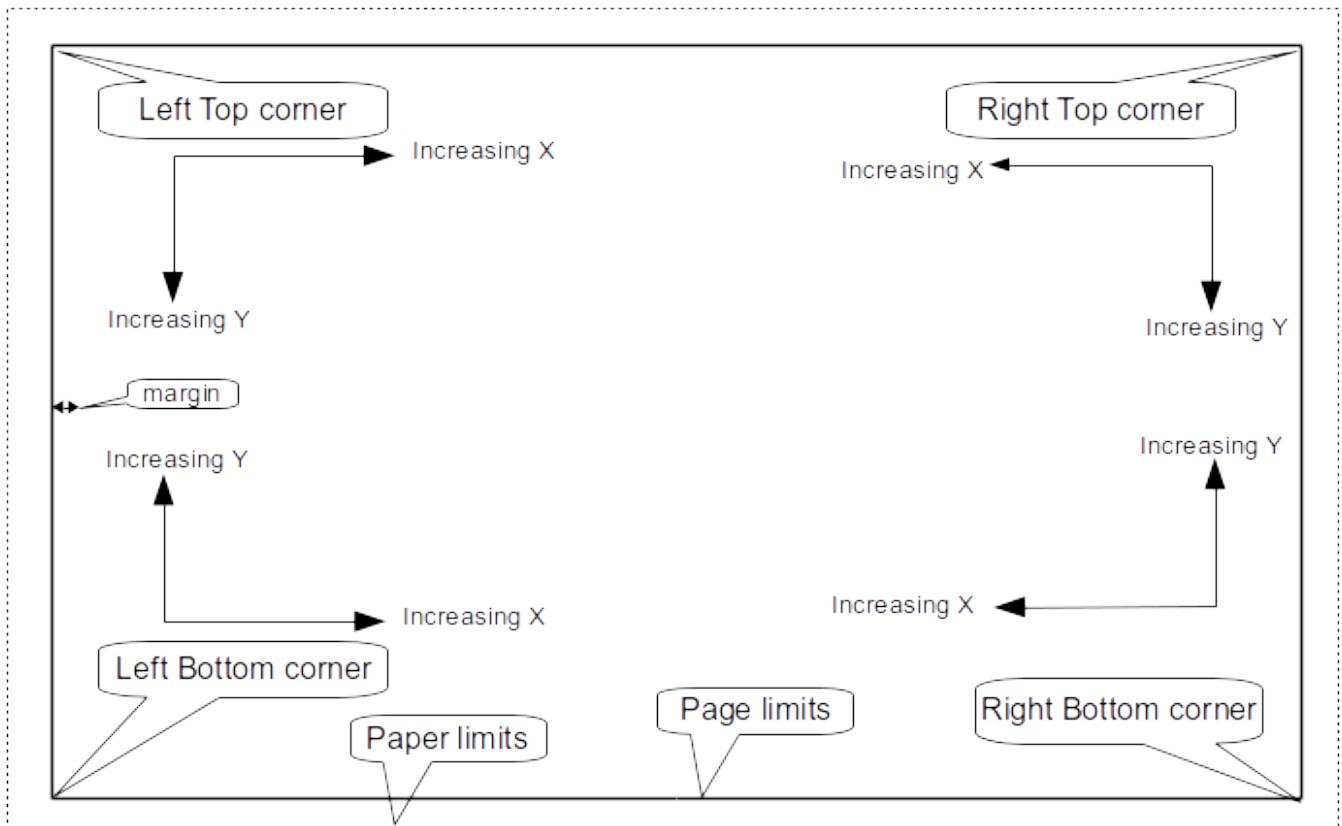 Left Top corner
Right Top corner
Increasing X
Increasing X
Increasing Y
Increasing Y
margin
Increasing Y
Increasing Y
Increasing X
Increasing X
Left Bottom corner
Page limits
Right Bottom corner
Paper limits